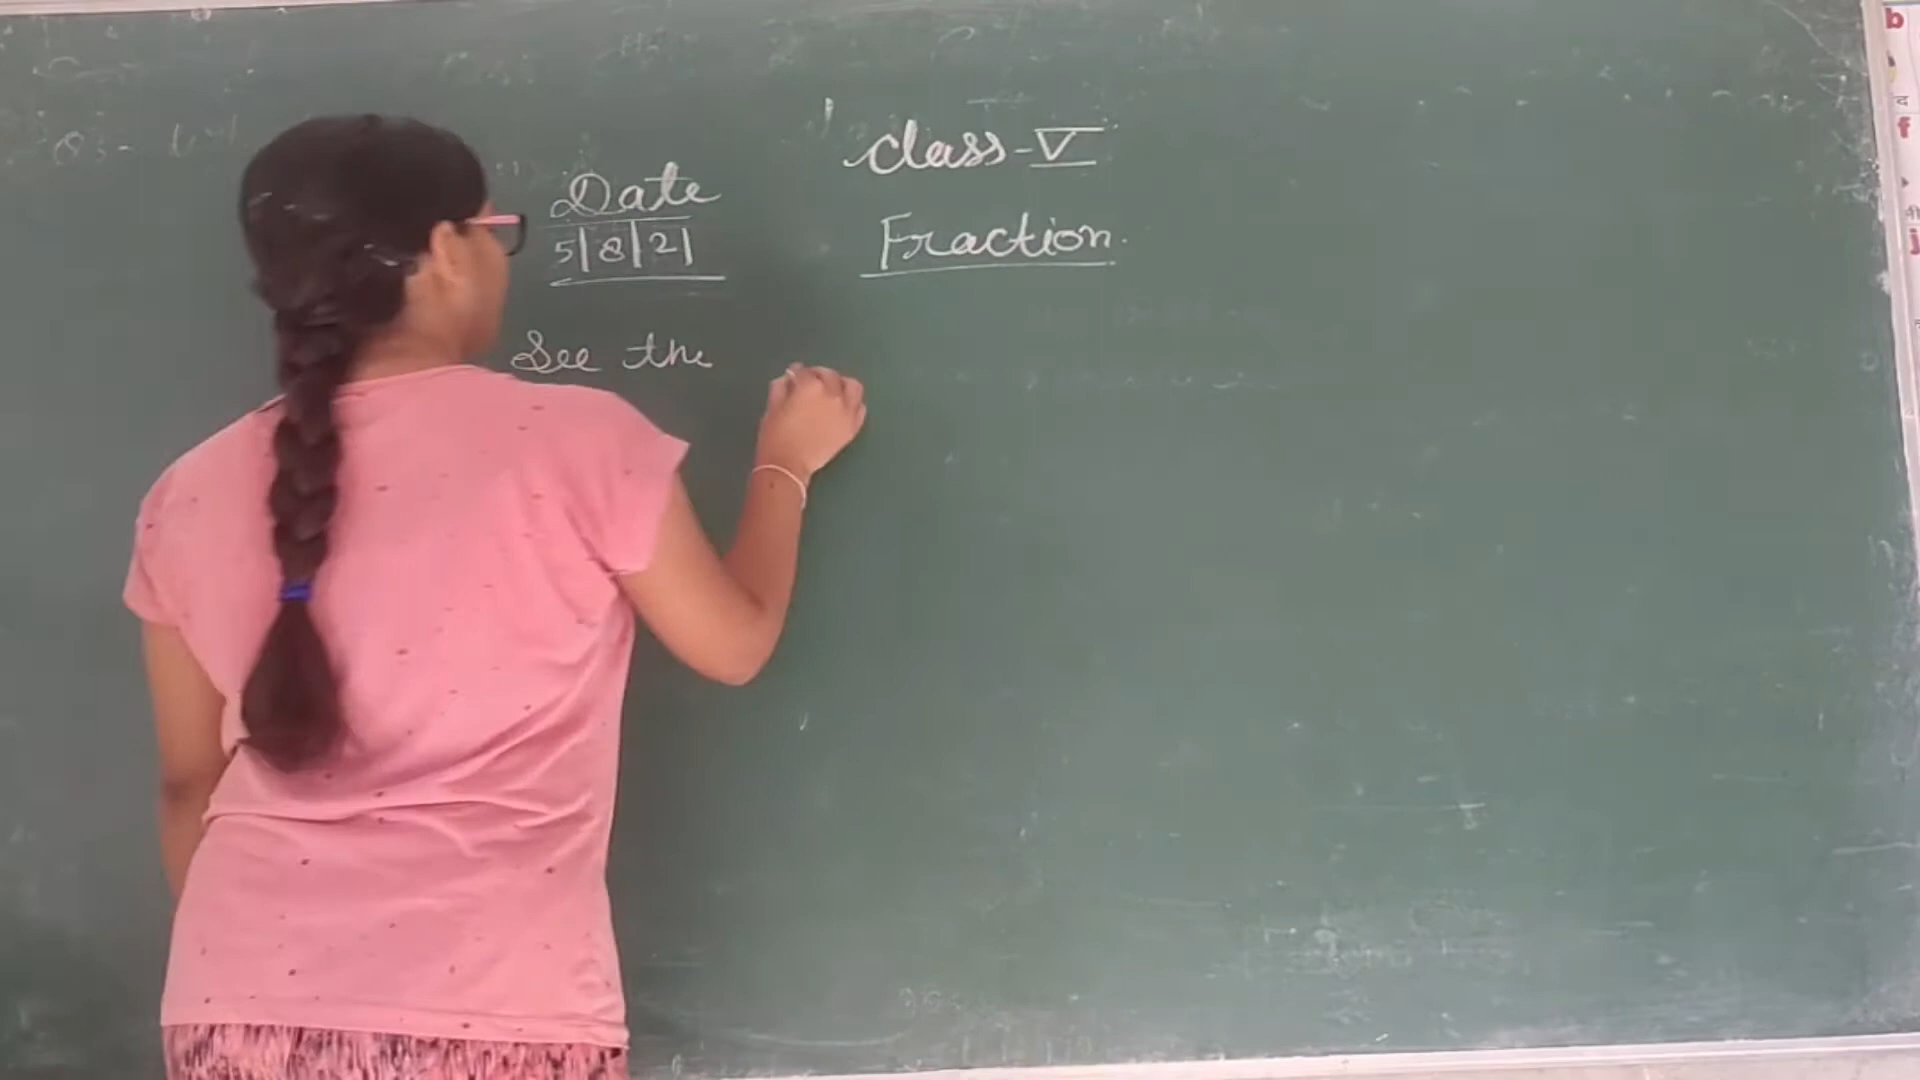 class-V
Date
5|8|21
Fraction.
See the
b
द
f
j